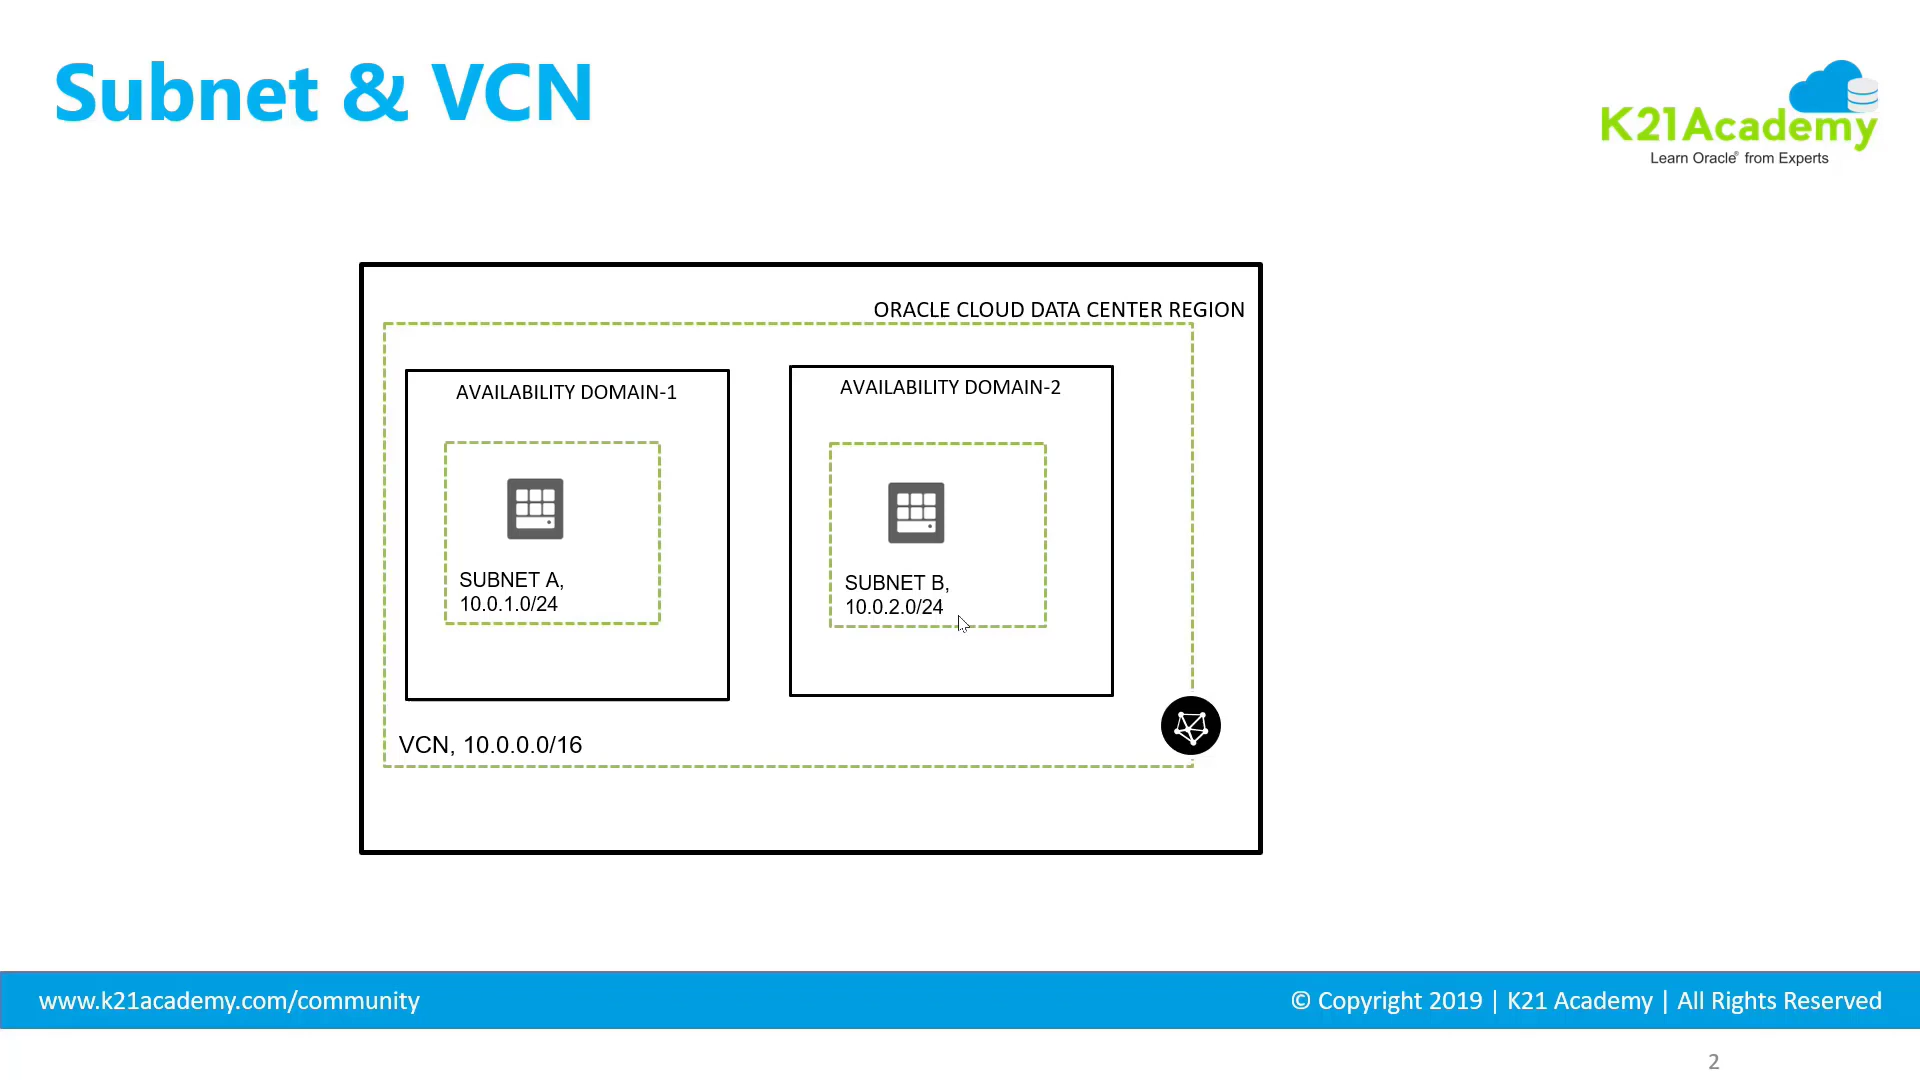 Subnet & VCN
K21Academy
Learn Oracle® from Experts
ORACLE CLOUD DATA CENTER REGION
AVAILABILITY DOMAIN-1
AVAILABILITY DOMAIN-2
SUBNET A,
10.0.1.0/24
SUBNET B,
10.0.2.0/24
VCN, 10.0.0.0/16
www.k21academy.com/community
© Copyright 2019 | K21 Academy | All Rights Reserved
2